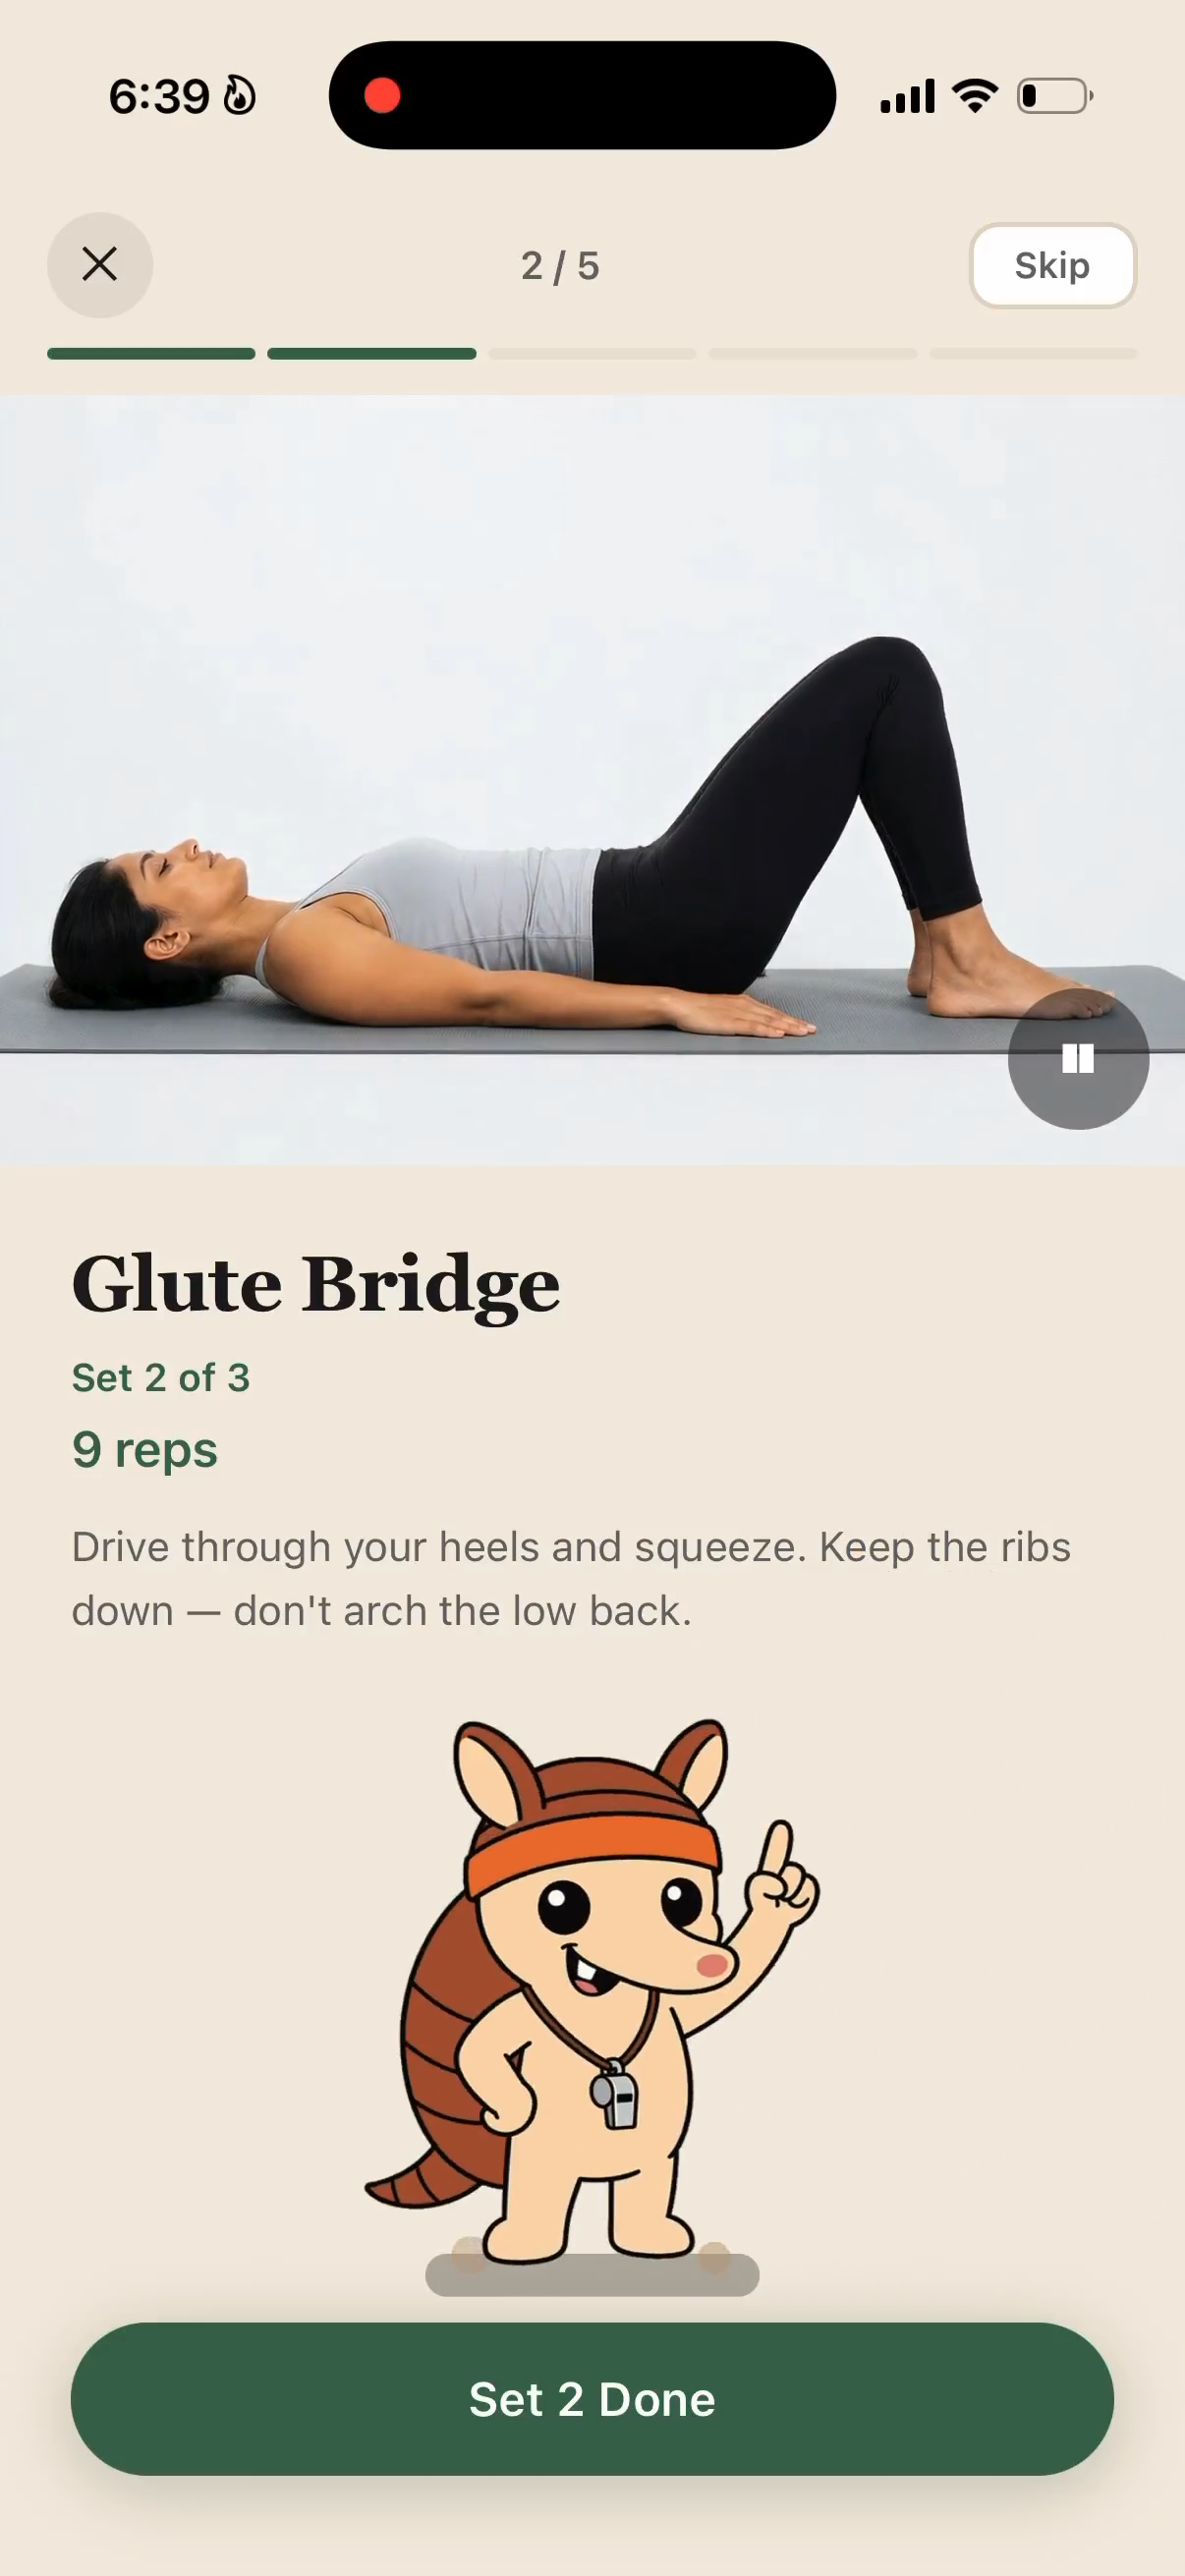 6:39
2 / 5
Skip
Glute Bridge
Set 2 of 3
9 reps
Drive through your heels and squeeze. Keep the ribs
down — don't arch the low back.
Set 2 Done